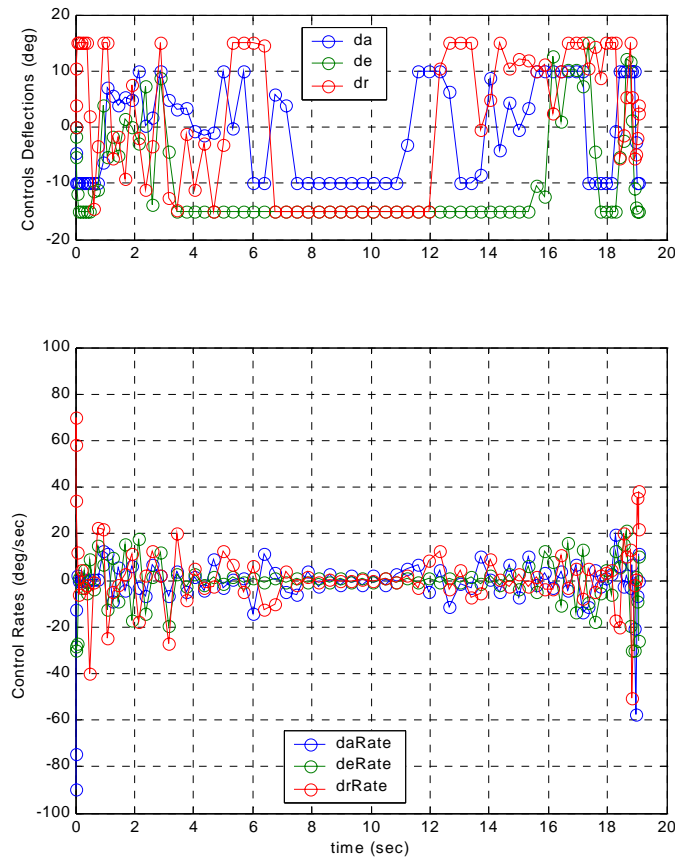 Controls Deflections (deg)
20
10
0
-10
-20
da
de
dr
0 2 4 6 8 10 12 14 16 18 20
Control Rates (deg/sec)
100
80
60
40
20
0
-20
-40
-60
-80
-100
daRate
deRate
drRate
0 2 4 6 8 10 12 14 16 18 20
time (sec)